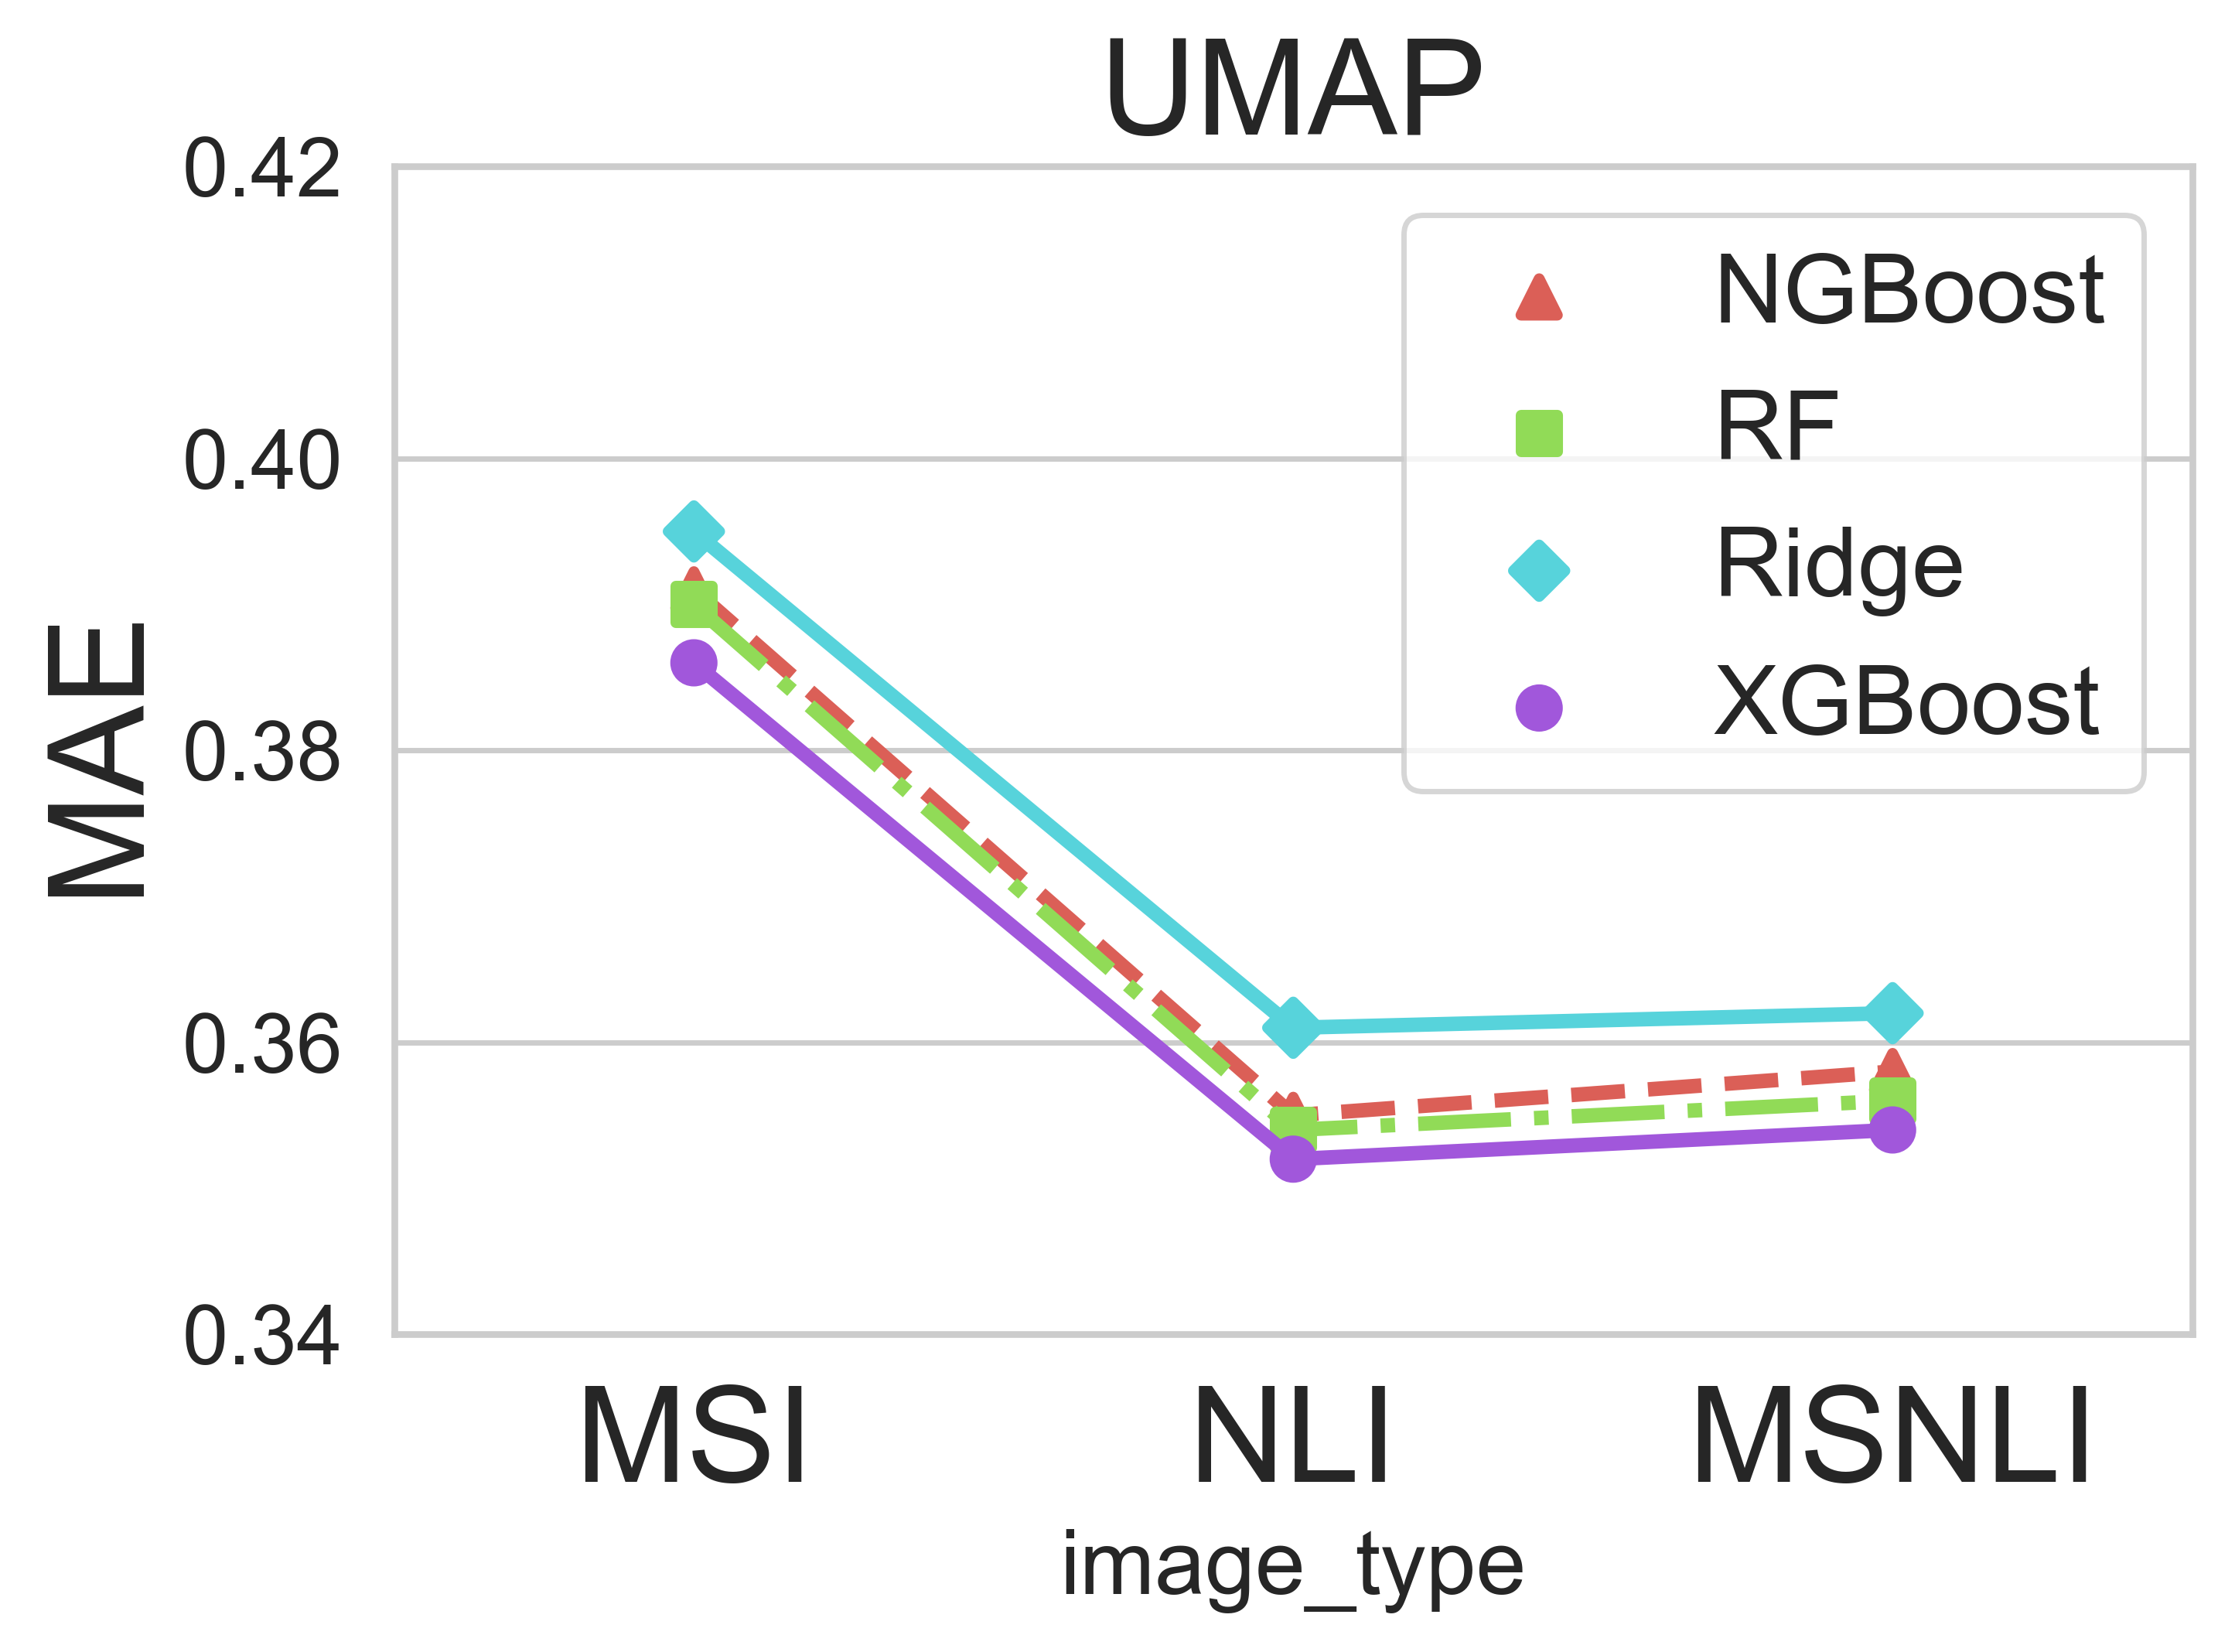 UMAP
0.42
0.40
0.38
0.36
0.34
MAE
NGBoost
RF
Ridge
XGBoost
MSI NLI MSNLI
image_type